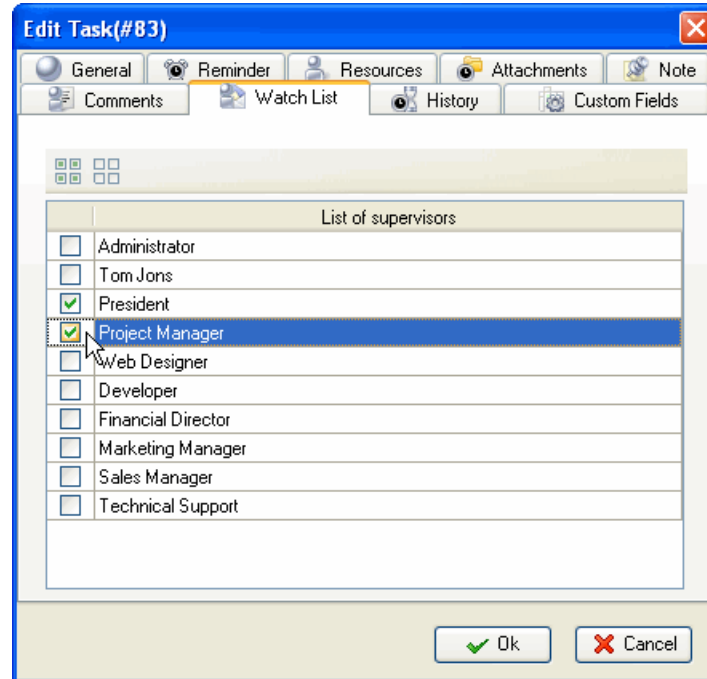 Edit Task(#83)
General Reminder Resources Attachments Note
Comments Watch List History Custom Fields
List of supervisors
Administrator
Tom Jons
President
Project Manager
Web Designer
Developer
Financial Director
Marketing Manager
Sales Manager
Technical Support
Ok Cancel